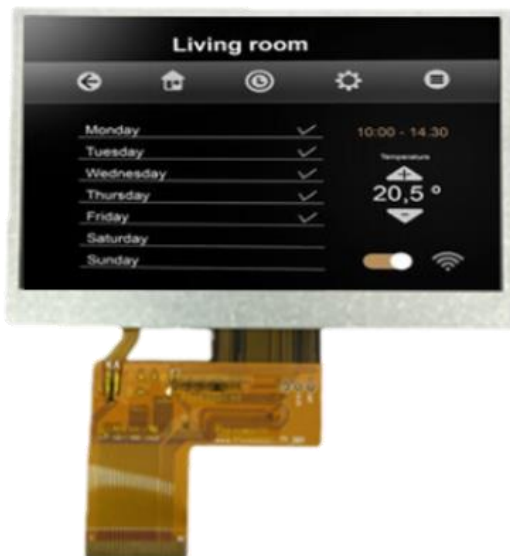 Living room
Monday
Tuesday
Wednesday
Thursday
Friday
Saturday
Sunday
10:00 - 14.30
Temperature
20,5 °